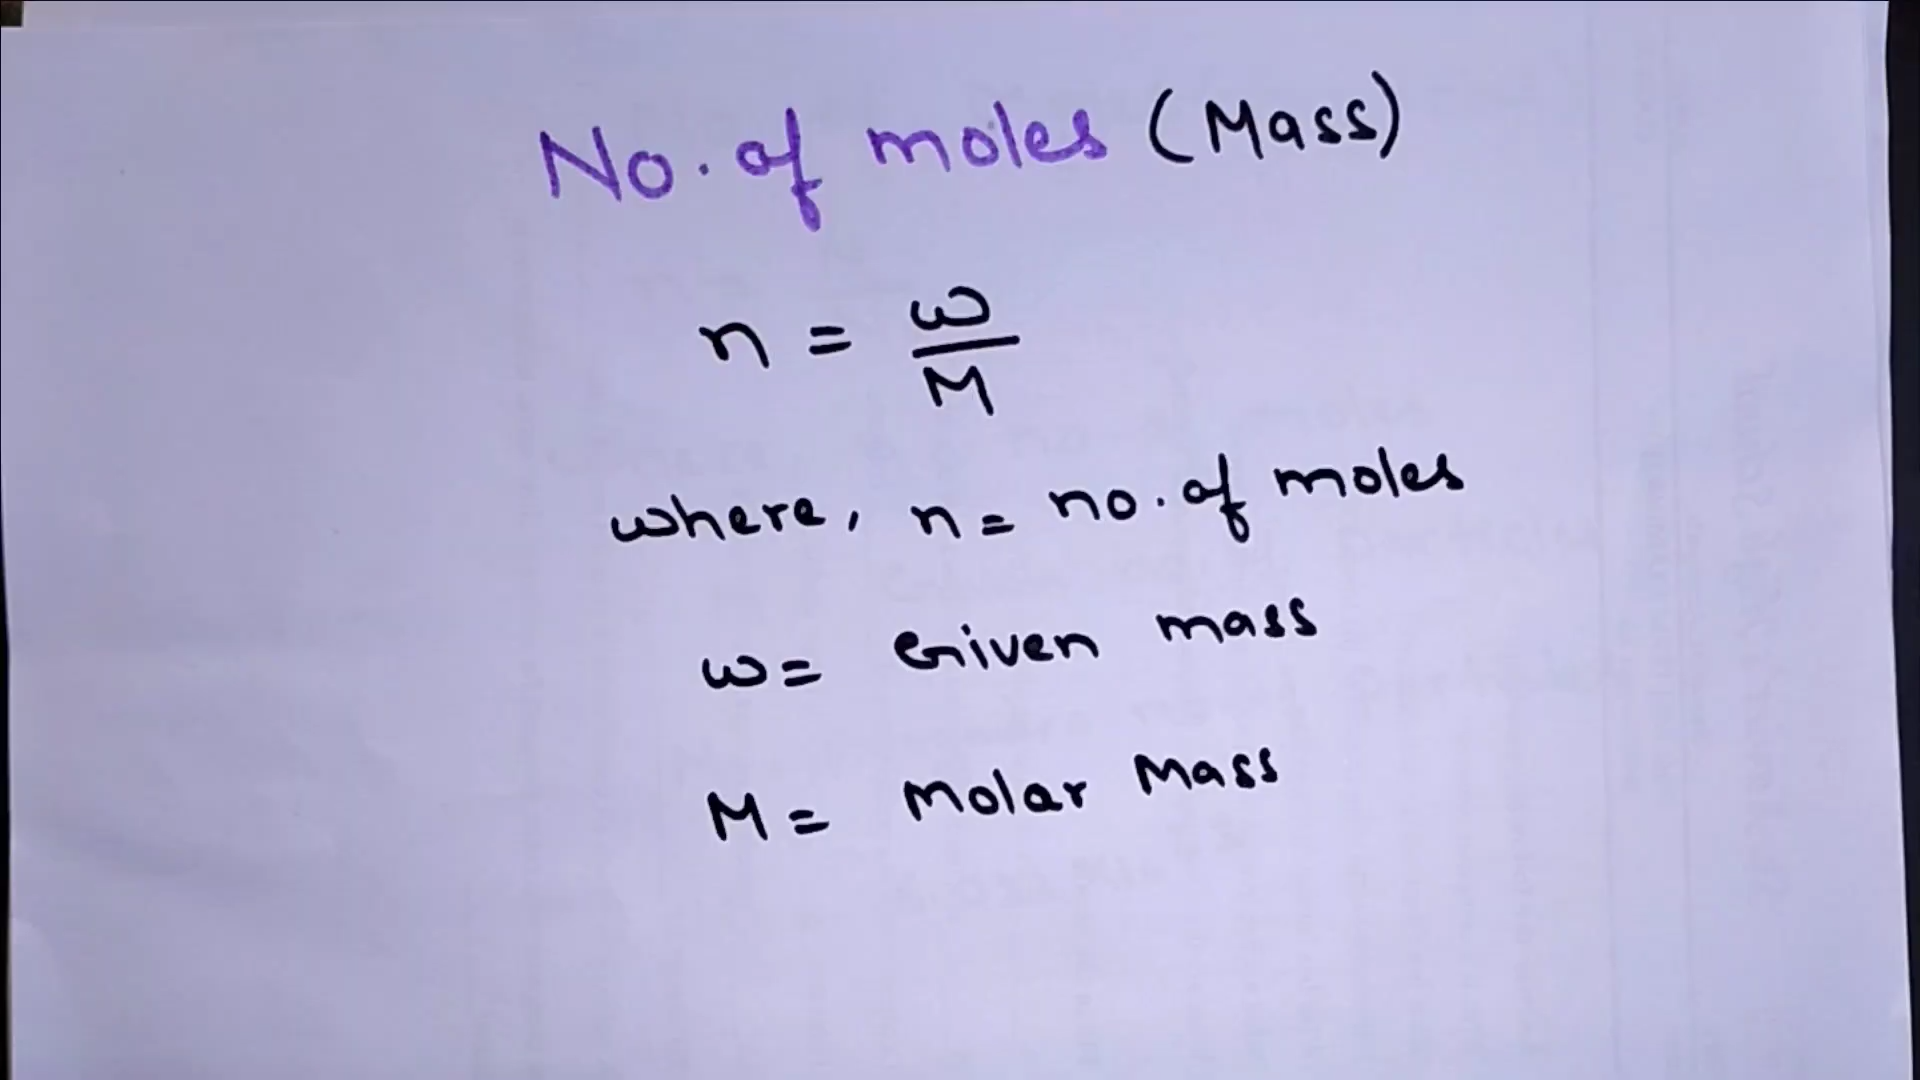 No. of moles (Mass)
n = w/M
where, n = no. of moles
w = Given mass
M = Molar Mass